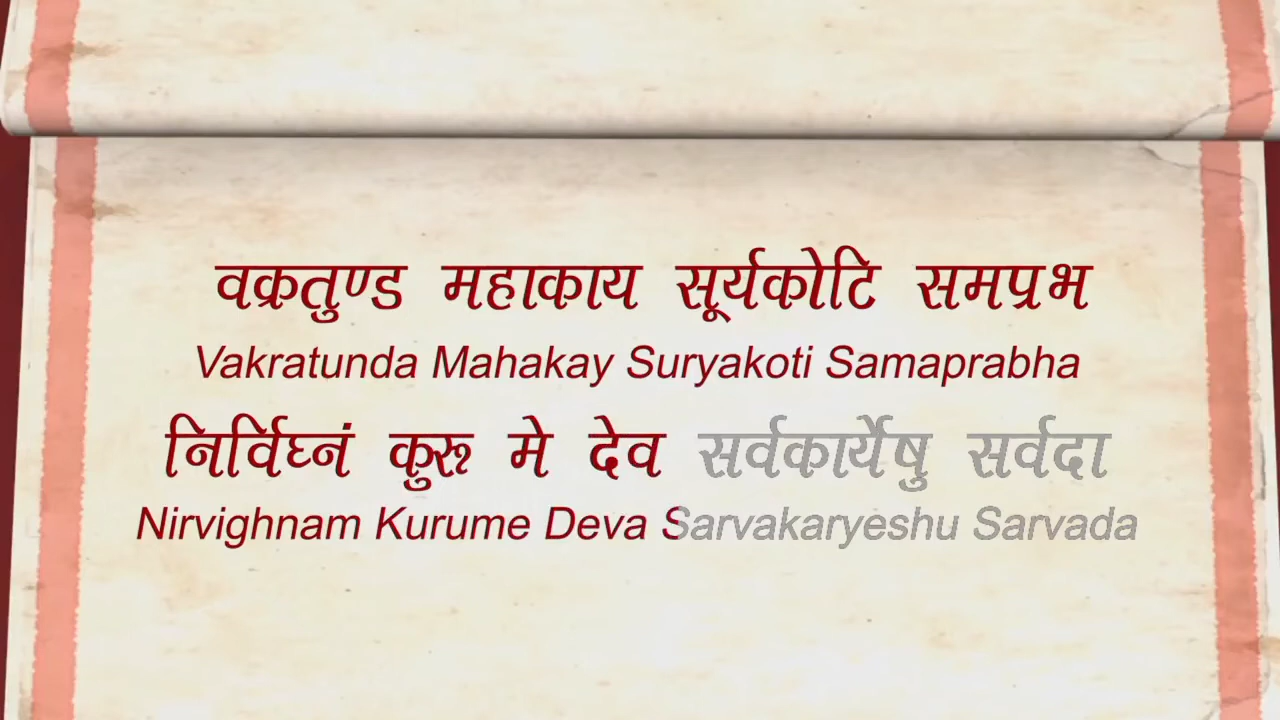 वक्रतुण्ड महाकाय सूर्यकोटि समप्रभ
Vakratunda Mahakay Suryakoti Samaprabha
निर्विघ्नं कुरू मे देव सर्वकार्येषु सर्वदा
Nirvighnam Kurume Deva Sarvakaryeshu Sarvada